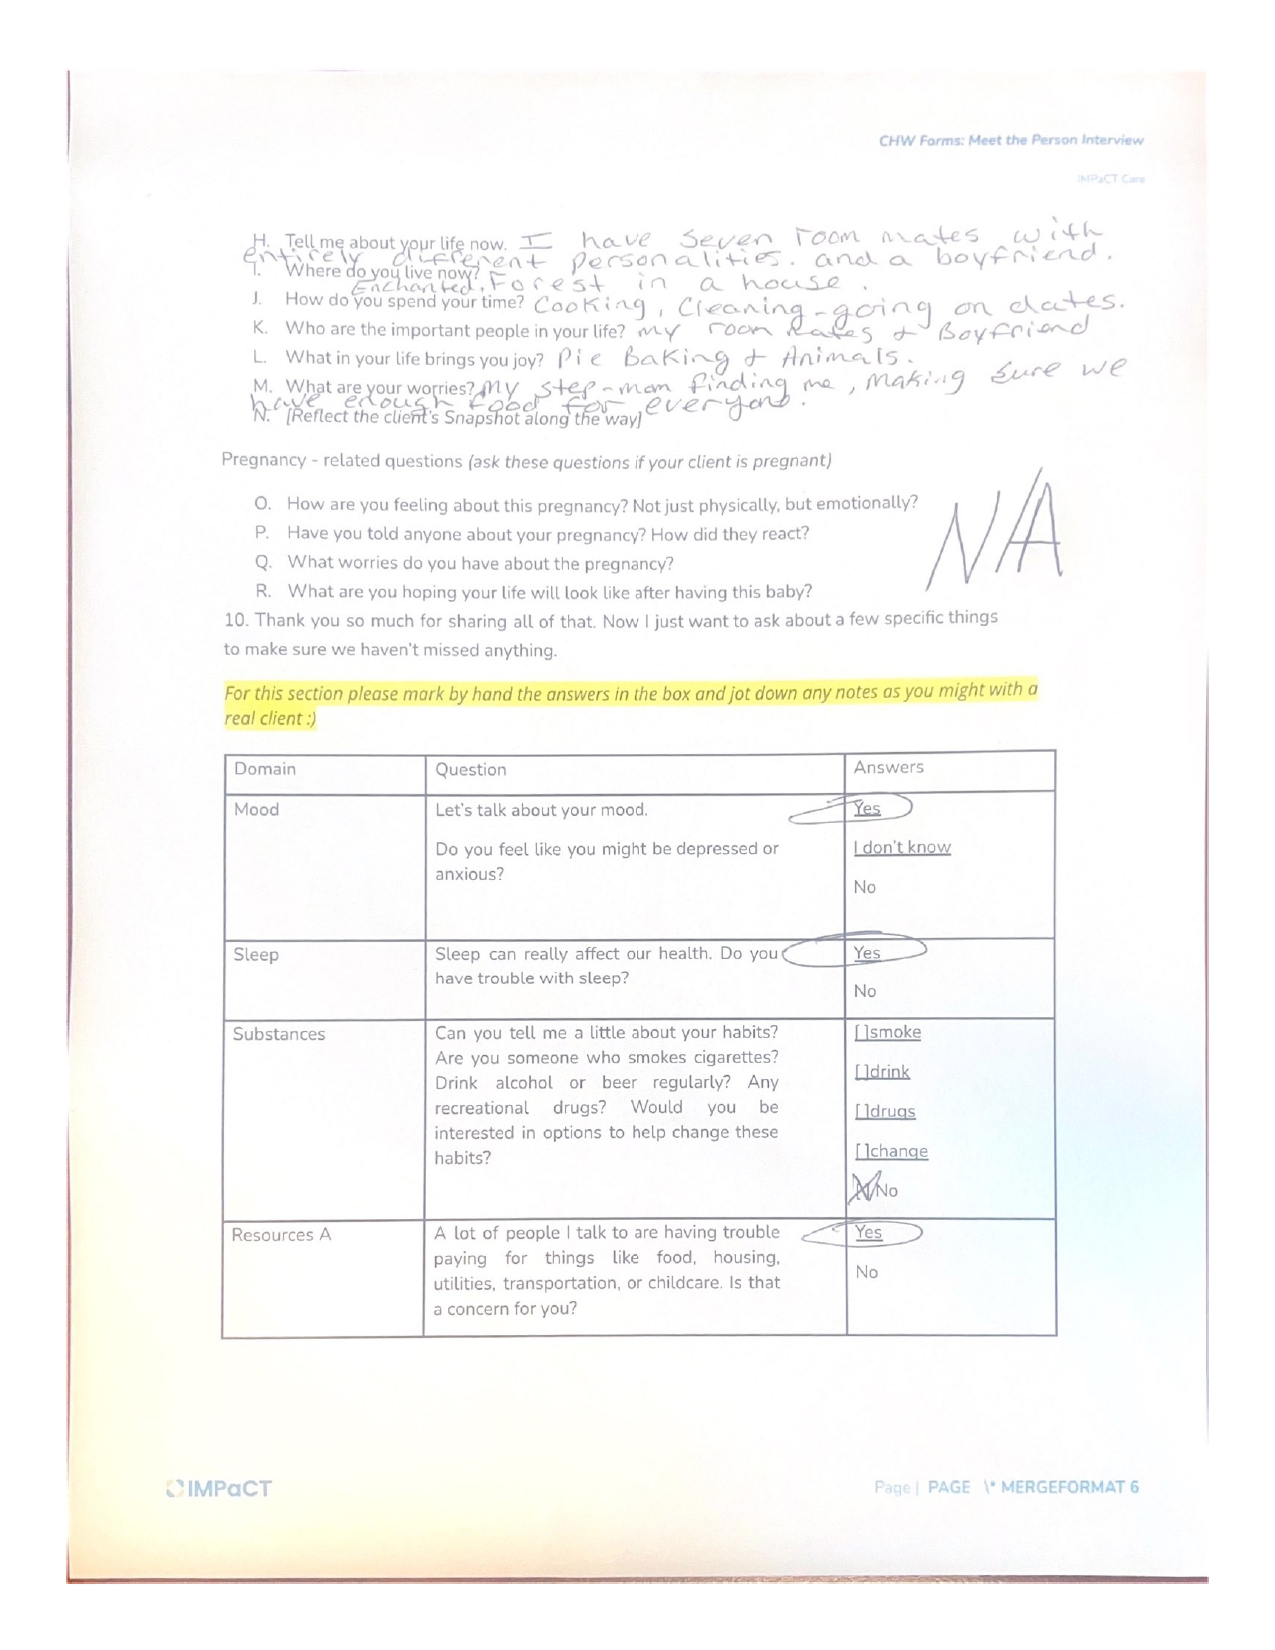 CHW Forms: Meet the Person Interview
IMPaCT Care
H. Tell me about your life now. I have seven room mates with
entirely different personalities. and a boyfriend.
I. Where do you live now?
Enchanted Forest in a house.
J. How do you spend your time? Cooking, Cleaning - going on dates.
K. Who are the important people in your life? my room mates + Boyfriend
L. What in your life brings you joy? Pie Baking + Animals.
M. What are your worries? My step-mom finding me, making sure we
have enough food for everyone.
N. [Reflect the client's Snapshot along the way]
Pregnancy - related questions (ask these questions if your client is pregnant)
N/A
O. How are you feeling about this pregnancy? Not just physically, but emotionally?
P. Have you told anyone about your pregnancy? How did they react?
Q. What worries do you have about the pregnancy?
R. What are you hoping your life will look like after having this baby?
10. Thank you so much for sharing all of that. Now I just want to ask about a few specific things
to make sure we haven't missed anything.
For this section please mark by hand the answers in the box and jot down any notes as you might with a
real client :)
Domain Question Answers
Mood Let's talk about your mood. Yes
Do you feel like you might be depressed or I don't know
anxious?
No
Sleep Sleep can really affect our health. Do you Yes
have trouble with sleep?
No
Substances Can you tell me a little about your habits? [ ]smoke
Are you someone who smokes cigarettes?
Drink alcohol or beer regularly? Any [ ]drink
recreational drugs? Would you be [ ]drugs
interested in options to help change these
habits? [ ]change
No
Resources A A lot of people I talk to are having trouble Yes
paying for things like food, housing,
utilities, transportation, or childcare. Is that No
a concern for you?
IMPaCT
Page | PAGE \* MERGEFORMAT 6